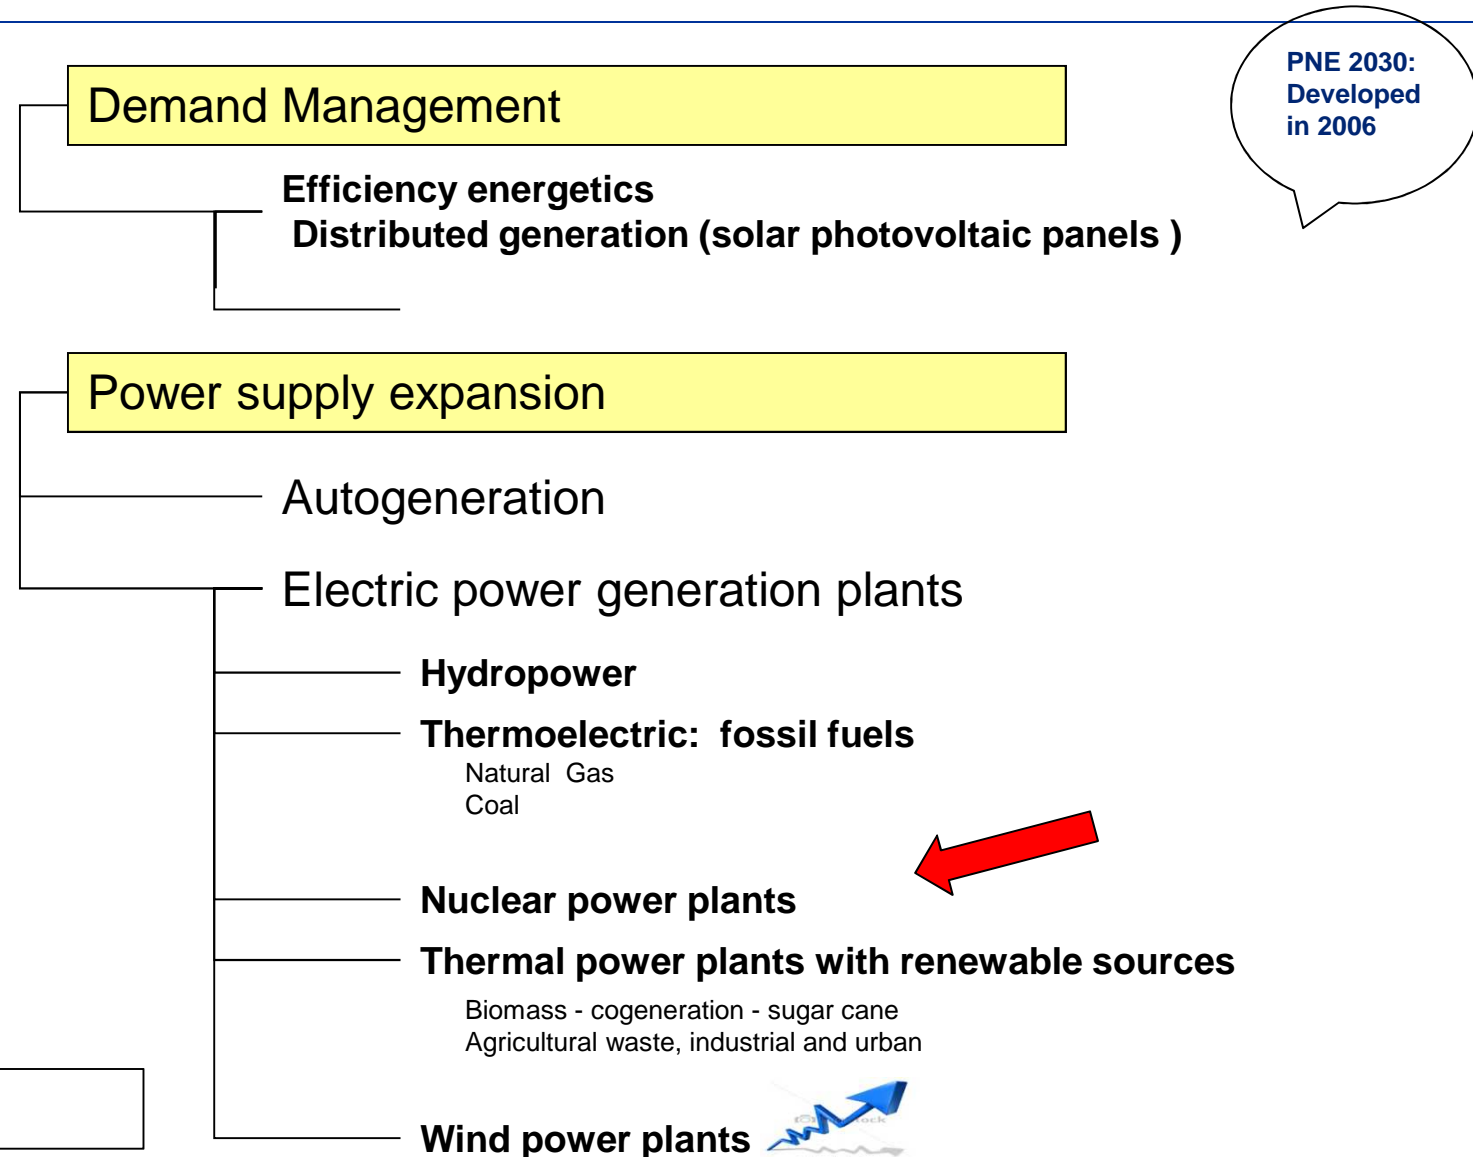 PNE 2030:
Developed
in 2006
Demand Management
Efficiency energetics
Distributed generation (solar photovoltaic panels )
Power supply expansion
Autogeneration
Electric power generation plants
Hydropower
Thermoelectric: fossil fuels
Natural Gas
Coal
Nuclear power plants
Thermal power plants with renewable sources
Biomass - cogeneration - sugar cane
Agricultural waste, industrial and urban
Wind power plants